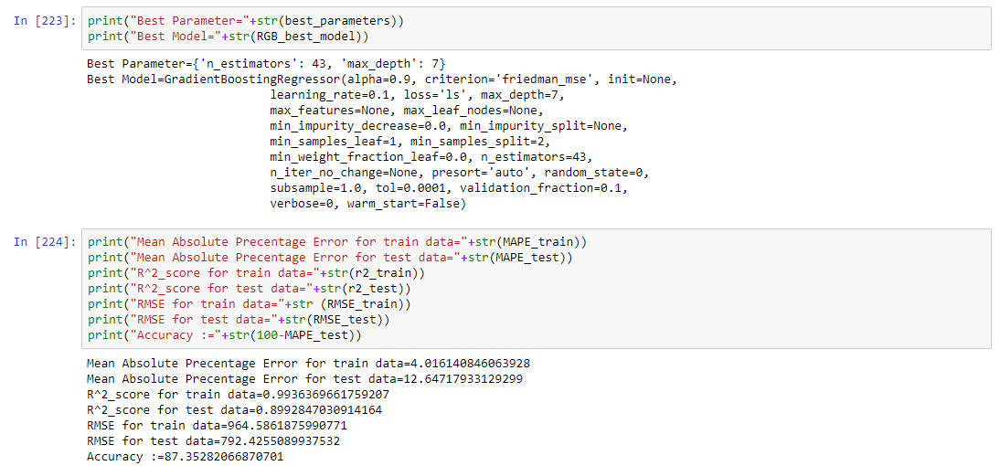 In [223]: print("Best Parameter="+str(best_parameters))
print("Best Model="+str(RGB_best_model))
Best Parameter={'n_estimators': 43, 'max_depth': 7}
Best Model=GradientBoostingRegressor(alpha=0.9, criterion='friedman_mse', init=None,
learning_rate=0.1, loss='ls', max_depth=7,
max_features=None, max_leaf_nodes=None,
min_impurity_decrease=0.0, min_impurity_split=None,
min_samples_leaf=1, min_samples_split=2,
min_weight_fraction_leaf=0.0, n_estimators=43,
n_iter_no_change=None, presort='auto', random_state=0,
subsample=1.0, tol=0.0001, validation_fraction=0.1,
verbose=0, warm_start=False)
In [224]: print("Mean Absolute Precentage Error for train data="+str(MAPE_train))
print("Mean Absolute Precentage Error for test data="+str(MAPE_test))
print("R^2_score for train data="+str(r2_train))
print("R^2_score for test data="+str(r2_test))
print("RMSE for train data="+str (RMSE_train))
print("RMSE for test data="+str(RMSE_test))
print("Accuracy :="+str(100-MAPE_test))
Mean Absolute Precentage Error for train data=4.016140846063928
Mean Absolute Precentage Error for test data=12.64717933129299
R^2_score for train data=0.9936369661759207
R^2_score for test data=0.8992847030914164
RMSE for train data=964.5861875990771
RMSE for test data=792.4255089937532
Accuracy :=87.35282066870701